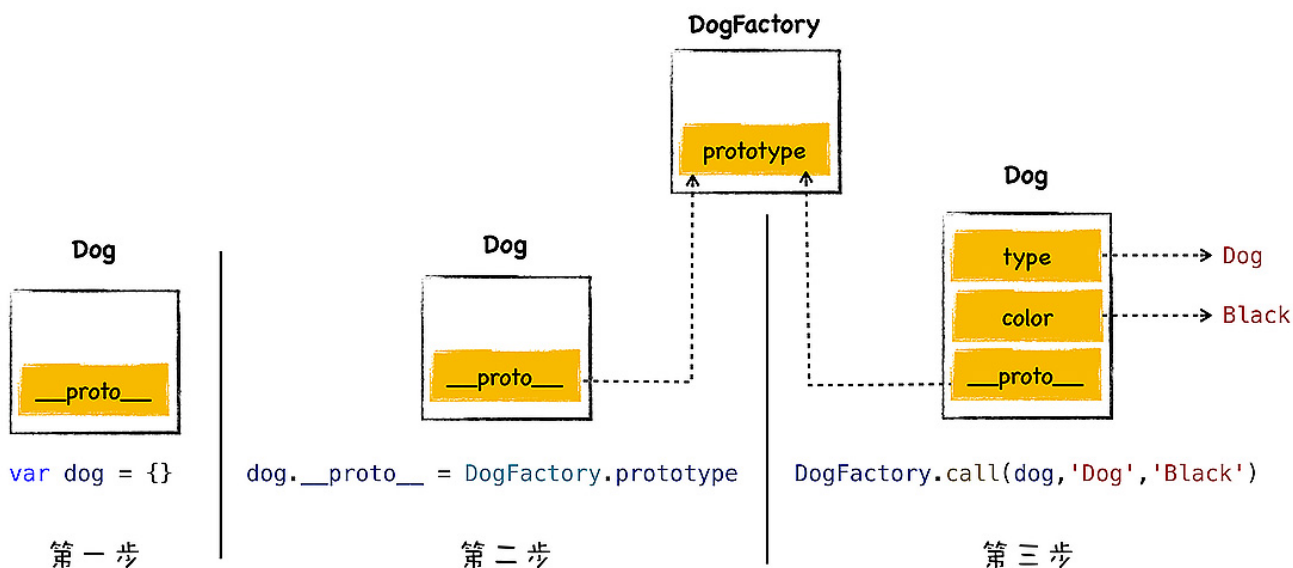 DogFactory
prototype
Dog
__proto__
var dog = {}
第一步
Dog
__proto__
dog.__proto__ = DogFactory.prototype
第二步
Dog
type
Dog
color
Black
__proto__
DogFactory.call(dog,'Dog','Black')
第三步